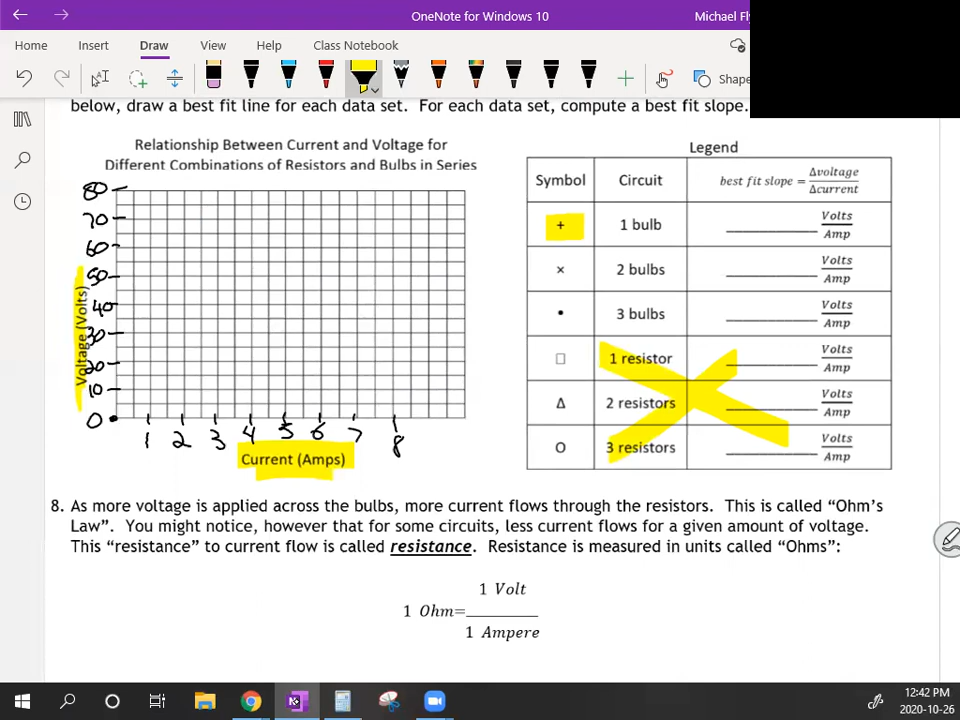 OneNote for Windows 10
Michael Fl
Home Insert Draw View Help Class Notebook
Shape
below, draw a best fit line for each data set. For each data set, compute a best fit slope.
Relationship Between Current and Voltage for
Different Combinations of Resistors and Bulbs in Series
80
70
60
50
40
30
20
10
0
Voltage (Volts)
1 2 3 4 5 6 7 8
Current (Amps)
Legend
Symbol Circuit best fit slope = Δvoltage / Δcurrent
+ 1 bulb ________ Volts / Amp
× 2 bulbs ________ Volts / Amp
• 3 bulbs ________ Volts / Amp
□ 1 resistor ________ Volts / Amp
Δ 2 resistors ________ Volts / Amp
O 3 resistors ________ Volts / Amp
8. As more voltage is applied across the bulbs, more current flows through the resistors. This is called “Ohm’s
Law”. You might notice, however that for some circuits, less current flows for a given amount of voltage.
This “resistance” to current flow is called resistance. Resistance is measured in units called “Ohms”:
1 Volt
1 Ohm=
1 Ampere
12:42 PM
2020-10-26